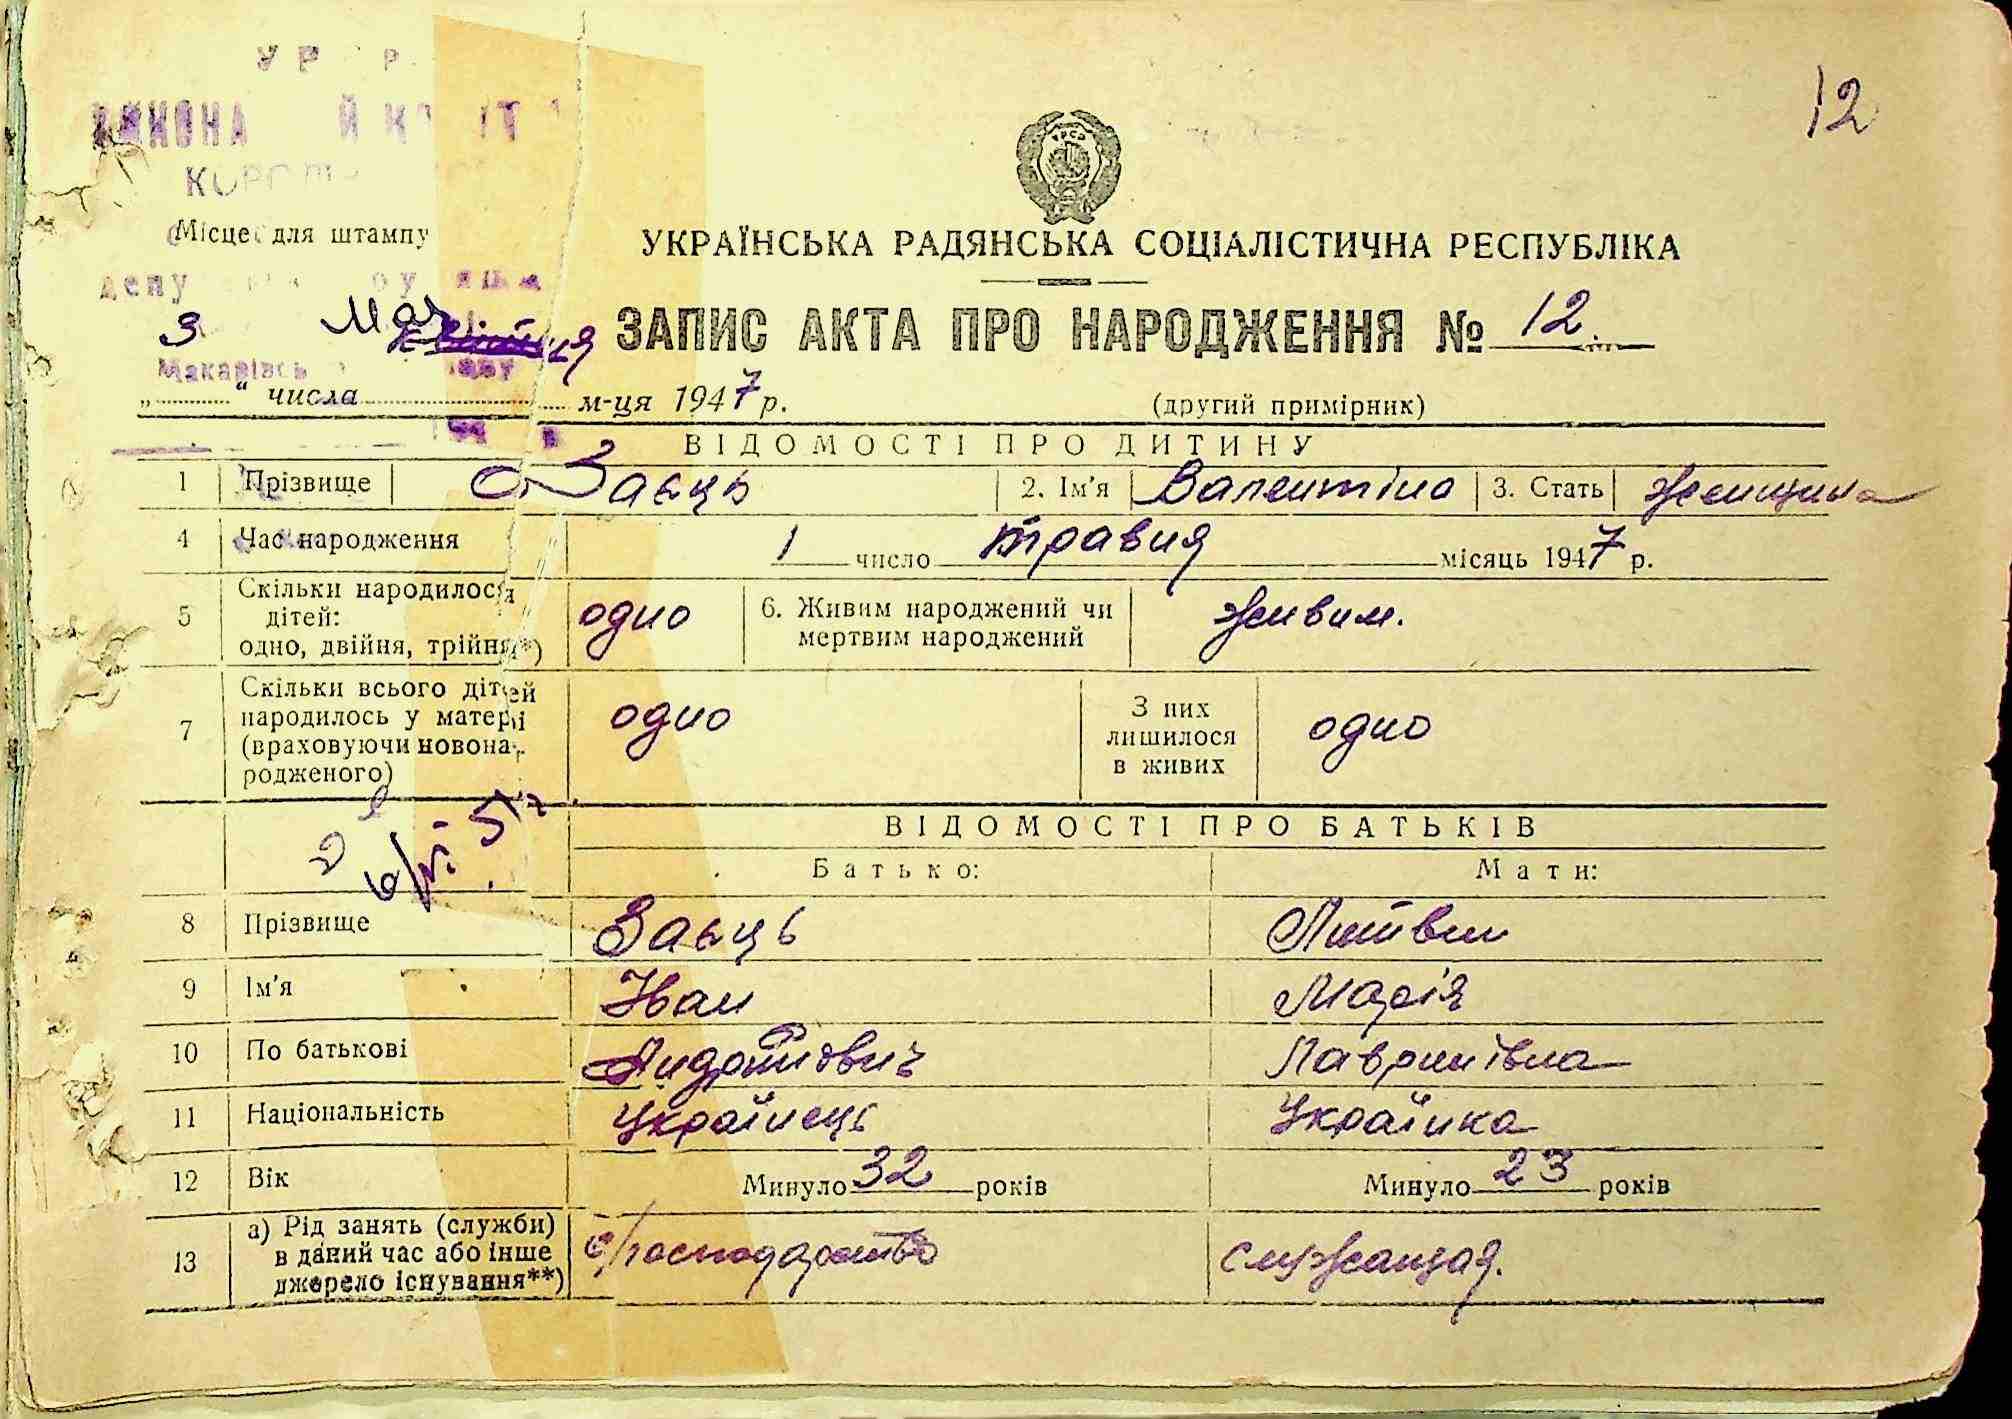 12
Місце для штампу
УКРАЇНСЬКА РАДЯНСЬКА СОЦІАЛІСТИЧНА РЕСПУБЛІКА
ЗАПИС АКТА ПРО НАРОДЖЕННЯ № 12.
3 Мая
„ “ числа м-ця 1947 р.
(другий примірник)
ВІДОМОСТІ ПРО ДИТИНУ
1 Прізвище Заєць 2. Ім'я Валентіна 3. Стать женщина
4 Час народження 1 число травня місяць 1947 р.
5 Скільки народилося дітей: одно, двійня, трійня*) одно 6. Живим народжений чи мертвим народжений живим.
7 Скільки всього дітей народилось у матері (враховуючи новонародженого) одно З них лишилося в живих одно
ВІДОМОСТІ ПРО БАТЬКІВ
Батько: Мати:
8 Прізвище Заєць Литвин
9 Ім'я Іван Марія
10 По батькові Лавринівна
11 Національність Українець Українка
12 Вік Минуло 32 років Минуло 23 років
13 а) Рід занять (служби) в даний час або інше джерело існування**) с/господарство служащая.